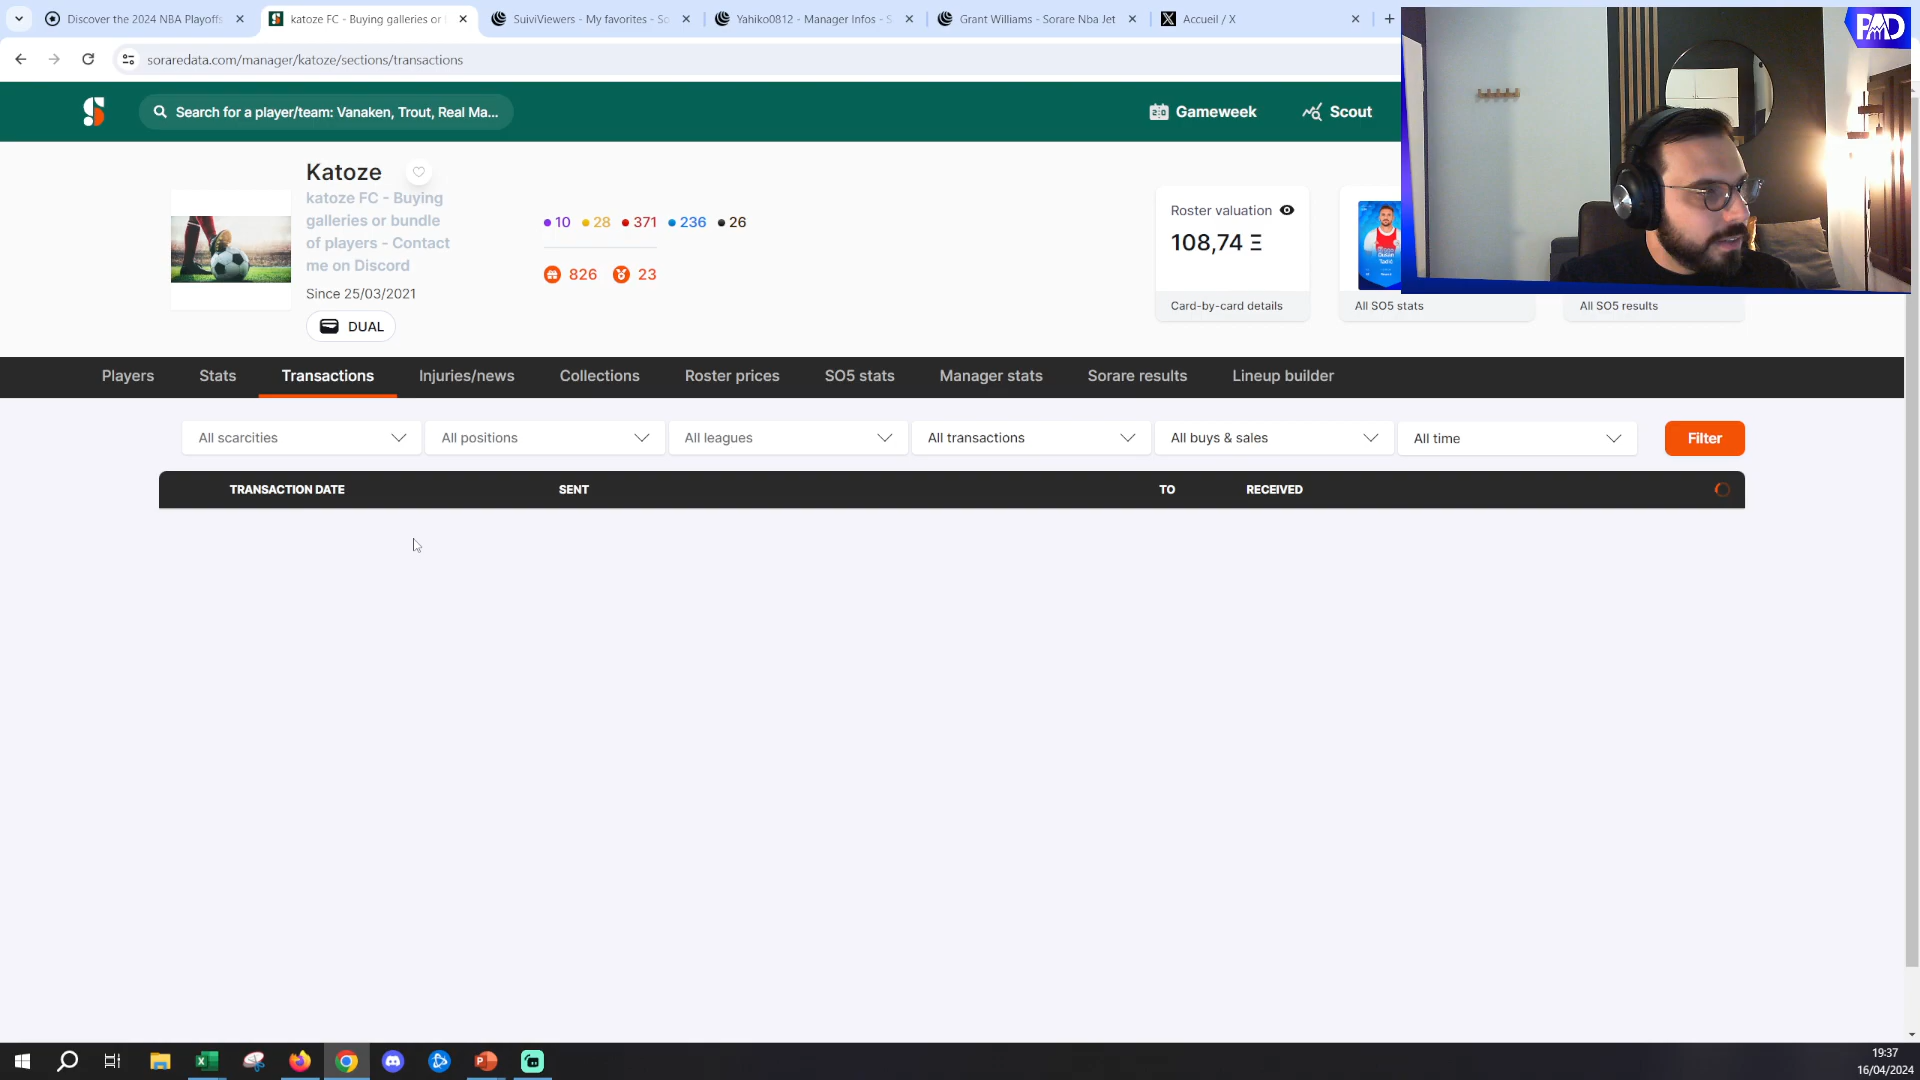 Discover the 2024 NBA Playoffs
katoze FC - Buying galleries or
SuiviViewers - My favorites - So
Yahiko0812 - Manager Infos - S
Grant Williams - Sorare Nba Jet
Accueil / X
soraredata.com/manager/katoze/sections/transactions
Search for a player/team: Vanaken, Trout, Real Ma...
Gameweek
Scout
PAD
Katoze
katoze FC - Buying
galleries or bundle
of players - Contact
me on Discord
Since 25/03/2021
DUAL
10 28 371 236 26
826 23
Roster valuation
108,74 Ξ
Card-by-card details
Dusan
Tadić
All SO5 stats
All SO5 results
Players Stats Transactions Injuries/news Collections Roster prices SO5 stats Manager stats Sorare results Lineup builder
All scarcities All positions All leagues All transactions All buys & sales All time Filter
TRANSACTION DATE SENT TO RECEIVED
19:37
16/04/2024